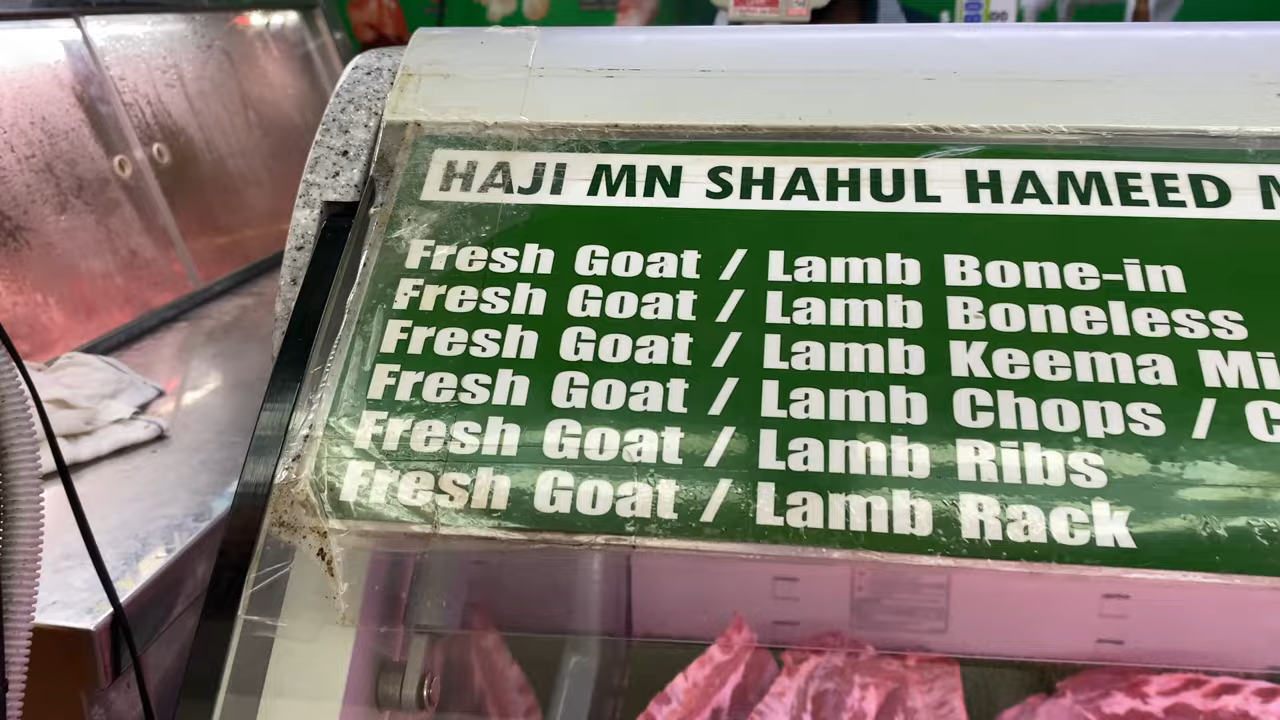 HAJI MN SHAHUL HAMEED
Fresh Goat / Lamb Bone-in
Fresh Goat / Lamb Boneless
Fresh Goat / Lamb Keema
Fresh Goat / Lamb Chops /
Fresh Goat / Lamb Ribs
Fresh Goat / Lamb Rack